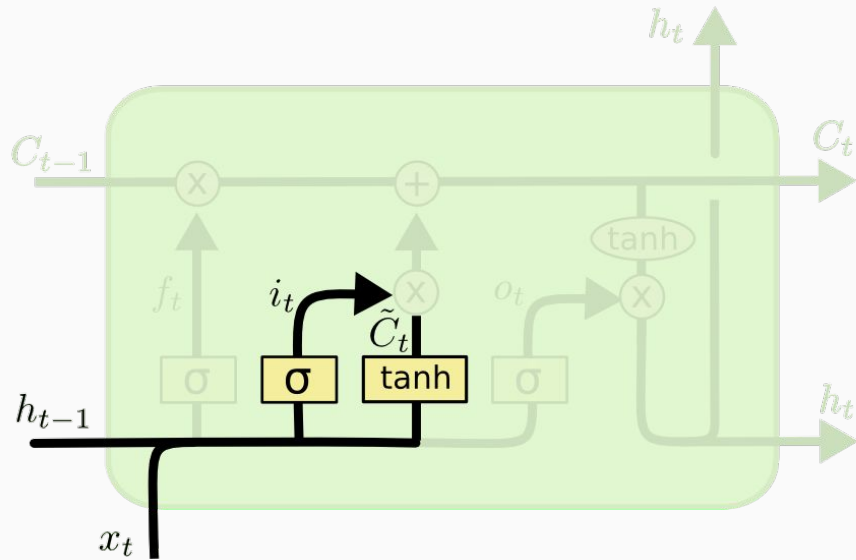 h_t
C_{t-1}
C_t
x
+
tanh
f_t
i_t
x
o_t
x
C̃_t
σ
σ
tanh
σ
h_{t-1}
h_t
x_t